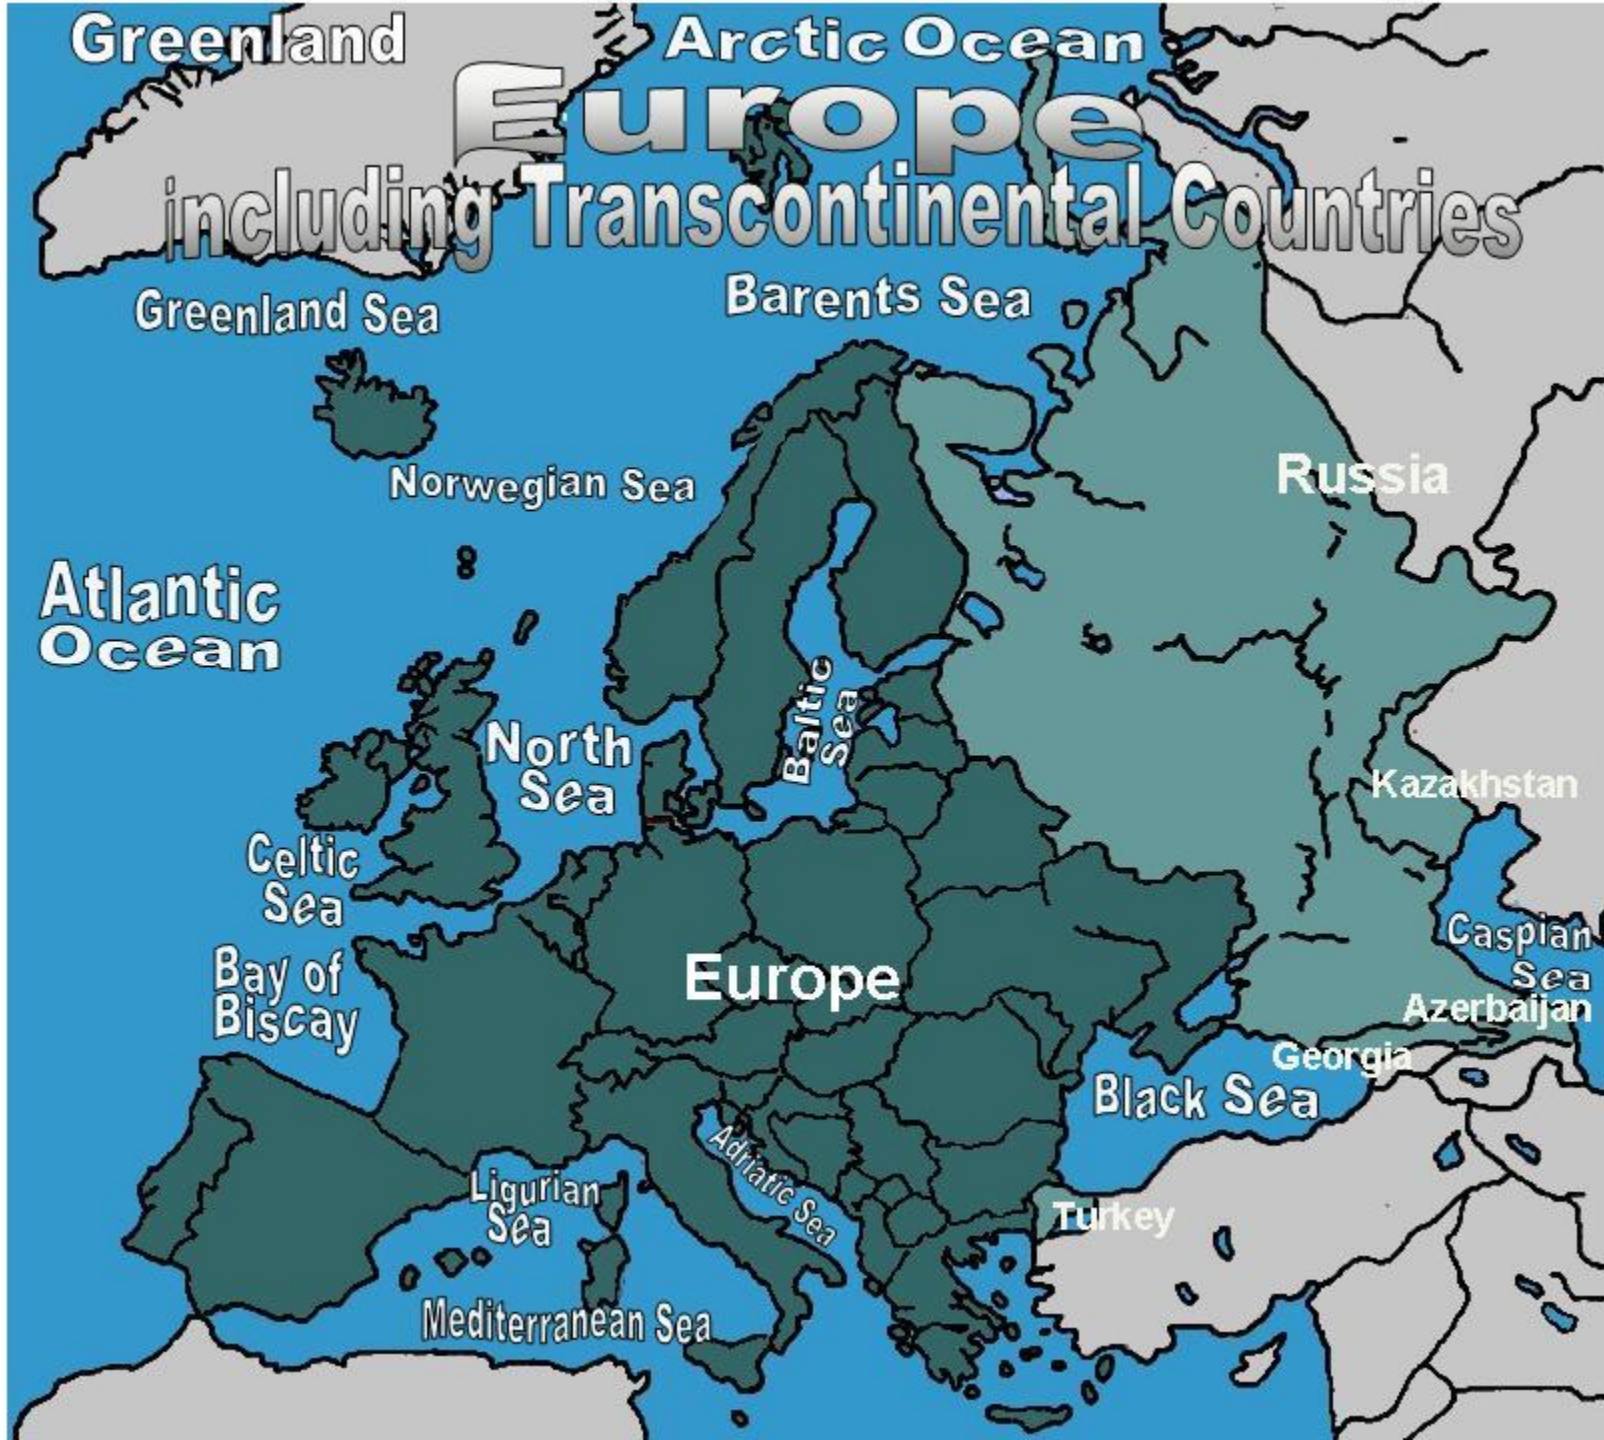 Greenland
Arctic Ocean
Europe
including Transcontinental Countries
Greenland Sea
Barents Sea
Norwegian Sea
Russia
Atlantic
Ocean
Baltic
Sea
North
Sea
Kazakhstan
Celtic
Sea
Caspian
Sea
Bay of
Biscay
Europe
Azerbaijan
Georgia
Black Sea
Adriatic Sea
Ligurian
Sea
Turkey
Mediterranean Sea